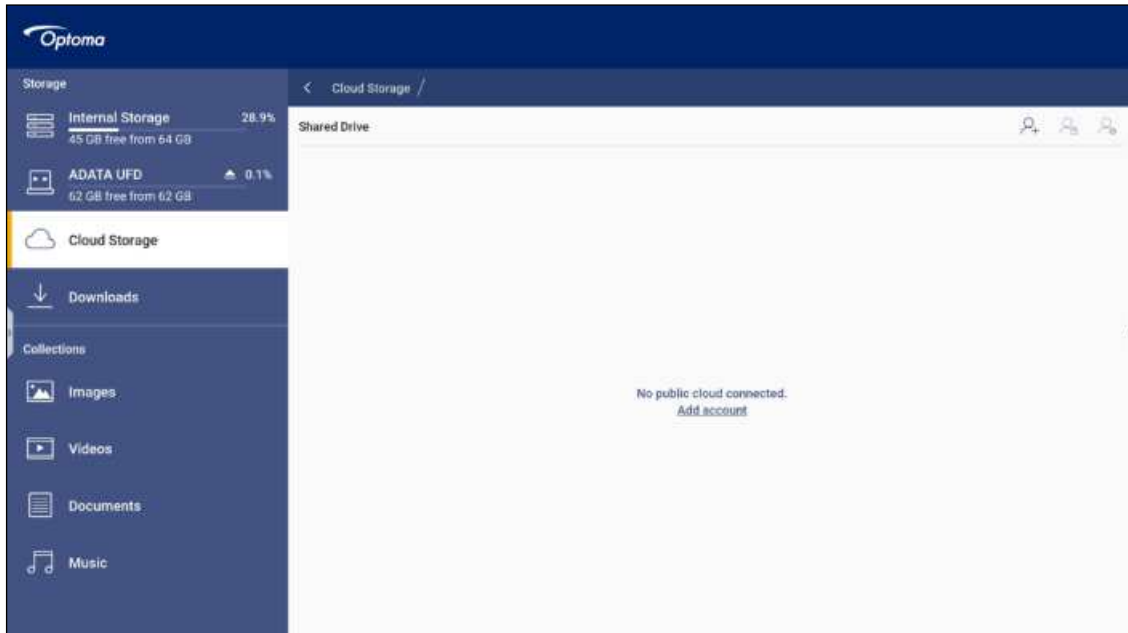 Optoma
Storage
Internal Storage 28.9%
45 GB free from 64 GB
ADATA UFD 0.1%
62 GB free from 62 GB
Cloud Storage
Downloads
Collections
Images
Videos
Documents
Music
< Cloud Storage /
Shared Drive
No public cloud connected.
Add account